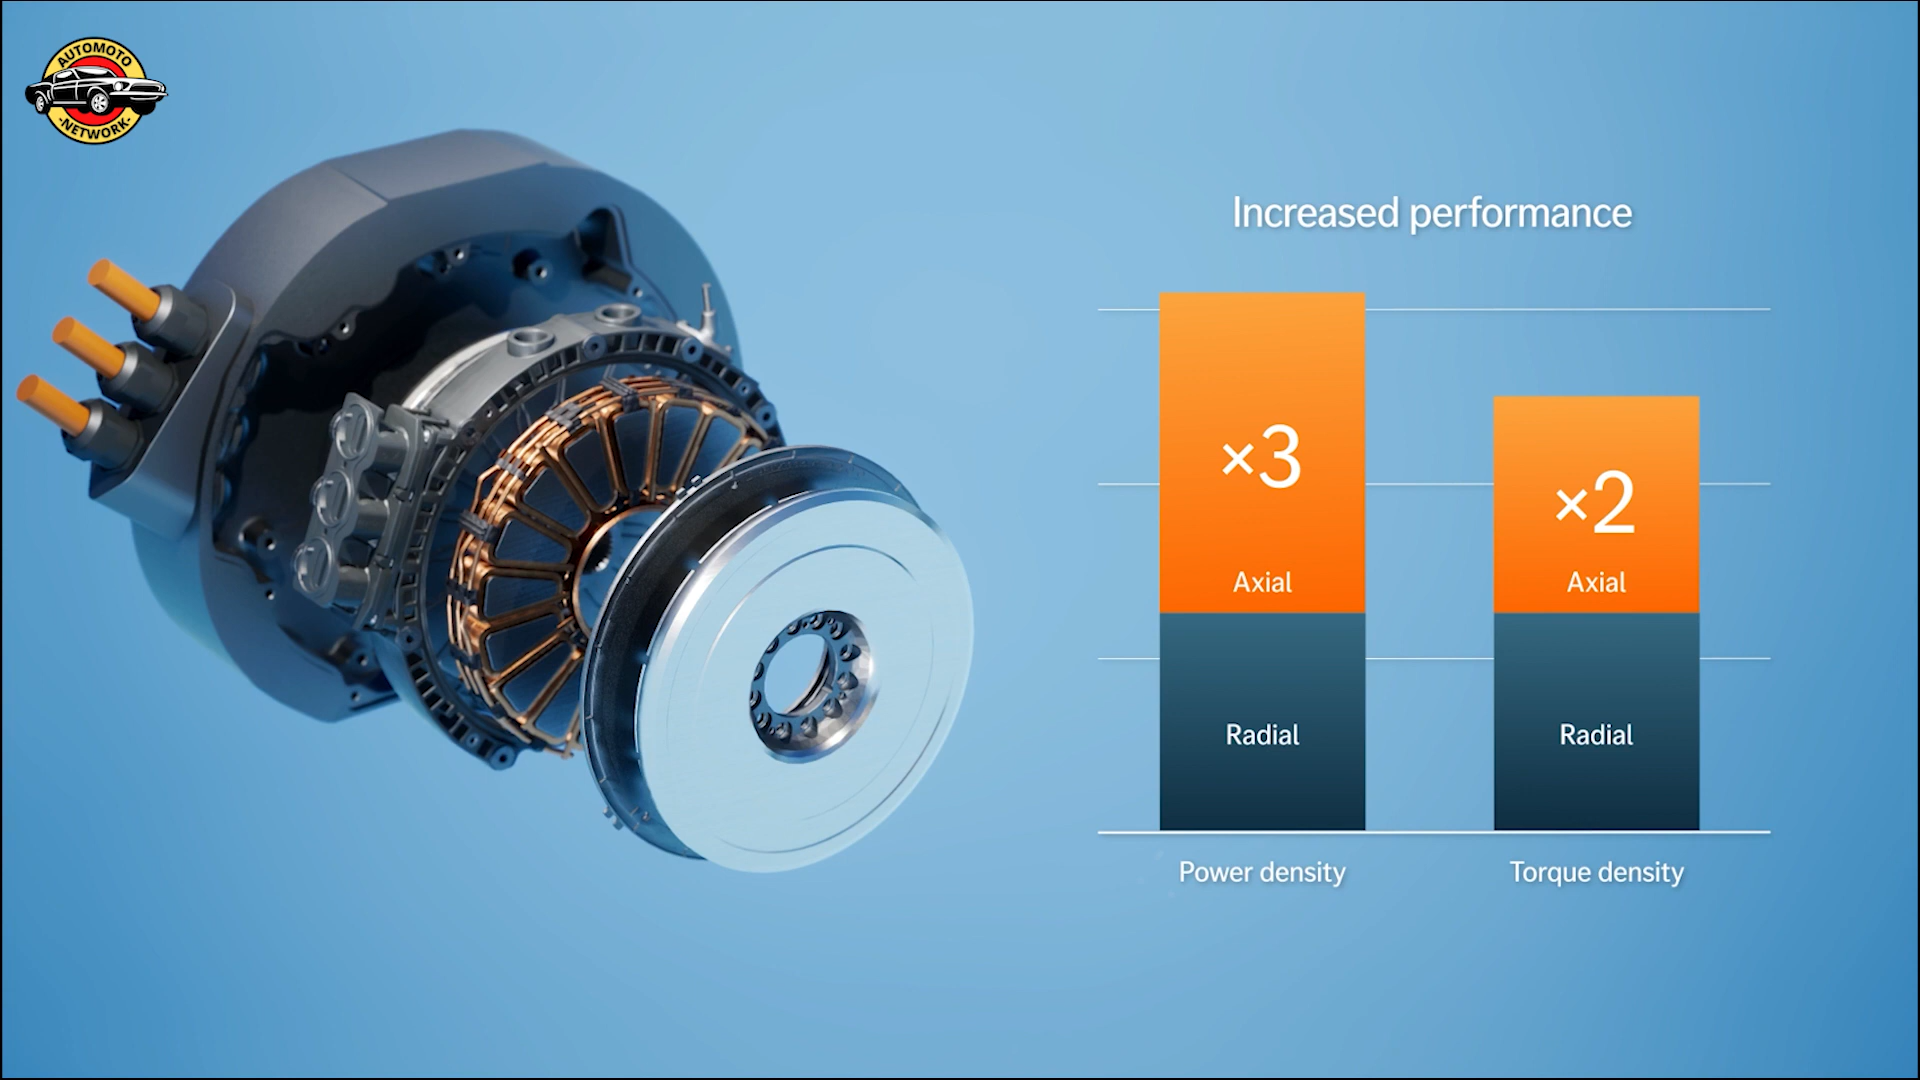 AUTOMOTO
-NETWORK-
Increased performance
×3
Axial
Radial
×2
Axial
Radial
Power density
Torque density